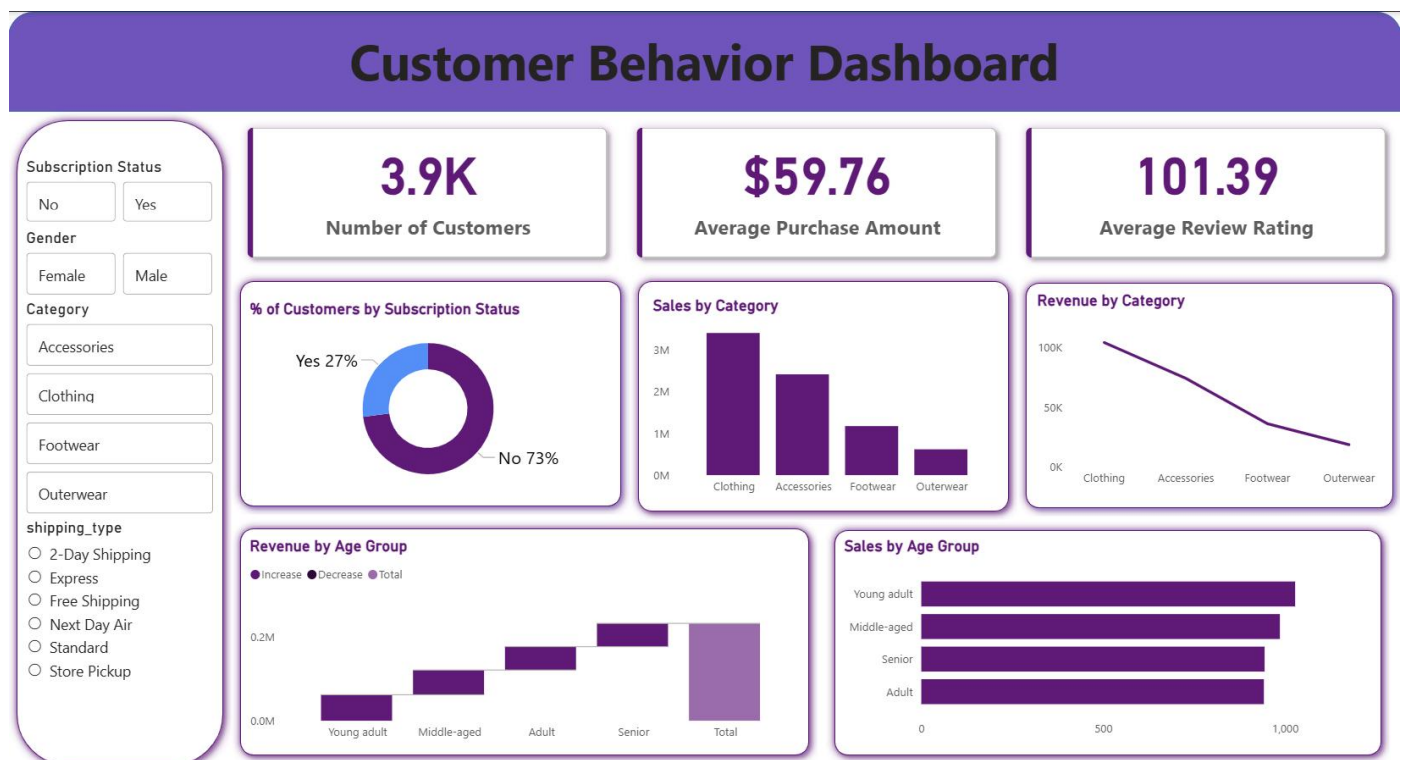 Customer Behavior Dashboard
Subscription Status
No Yes
Gender
Female Male
Category
Accessories
Clothing
Footwear
Outerwear
shipping_type
2-Day Shipping
Express
Free Shipping
Next Day Air
Standard
Store Pickup
3.9K
Number of Customers
$59.76
Average Purchase Amount
101.39
Average Review Rating
% of Customers by Subscription Status
Yes 27%
No 73%
Sales by Category
3M
2M
1M
0M
Clothing Accessories Footwear Outerwear
Revenue by Category
100K
50K
0K
Clothing Accessories Footwear Outerwear
Revenue by Age Group
Increase Decrease Total
0.2M
0.0M
Young adult Middle-aged Adult Senior Total
Sales by Age Group
Young adult
Middle-aged
Senior
Adult
0 500 1,000